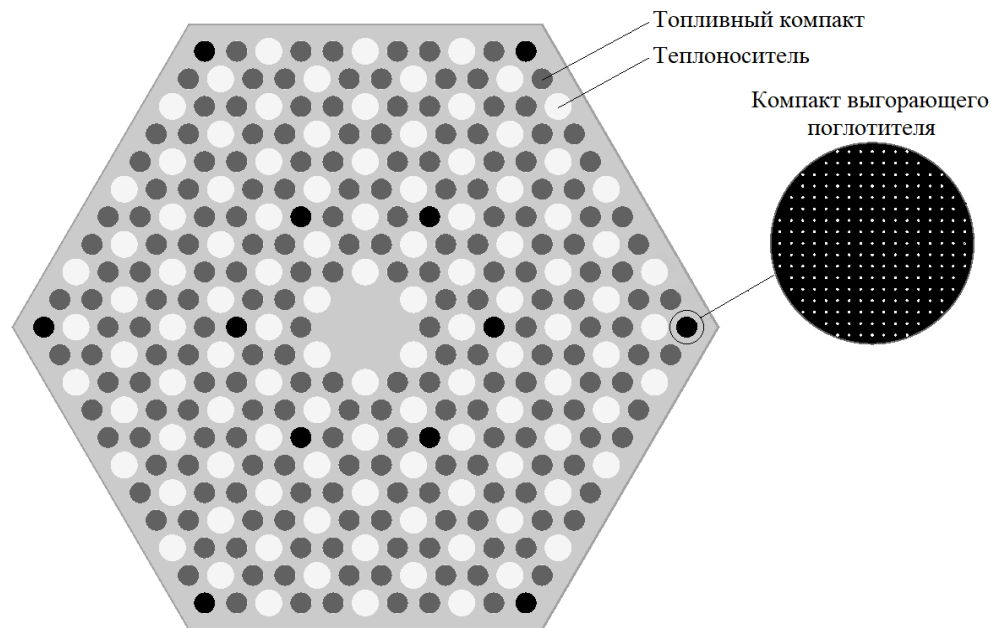 Топливный компакт
Теплоноситель
Компакт выгорающего
поглотителя